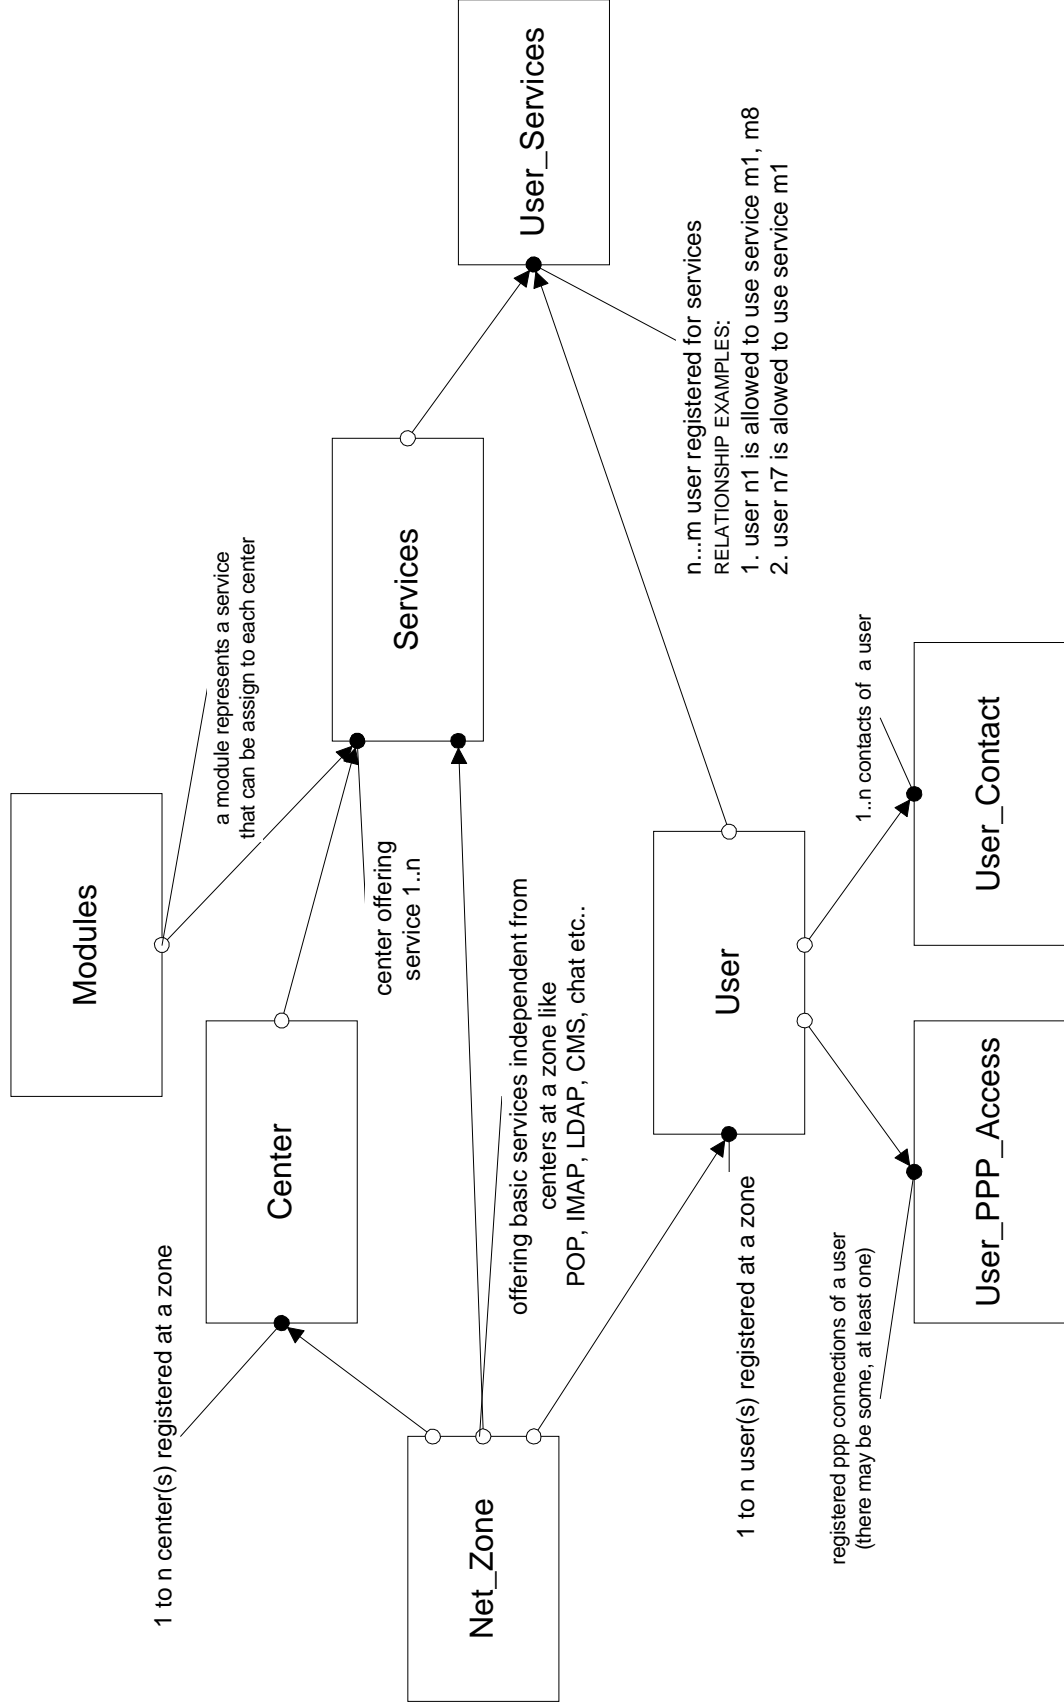 Modules
a module represents a service
that can be assign to each center
1 to n center(s) registered at a zone
Center
center offering
service 1..n
Services
User_Services
Net_Zone
offering basic services independent from
centers at a zone like
POP, IMAP, LDAP, CMS, chat etc..
n...m user registered for services
RELATIONSHIP EXAMPLES:
1. user n1 is allowed to use service m1, m8
2. user n7 is alowed to use service m1
1 to n user(s) registered at a zone
User
registered ppp connections of a user
(there may be some, at least one)
1..n contacts of a user
User_PPP_Access
User_Contact